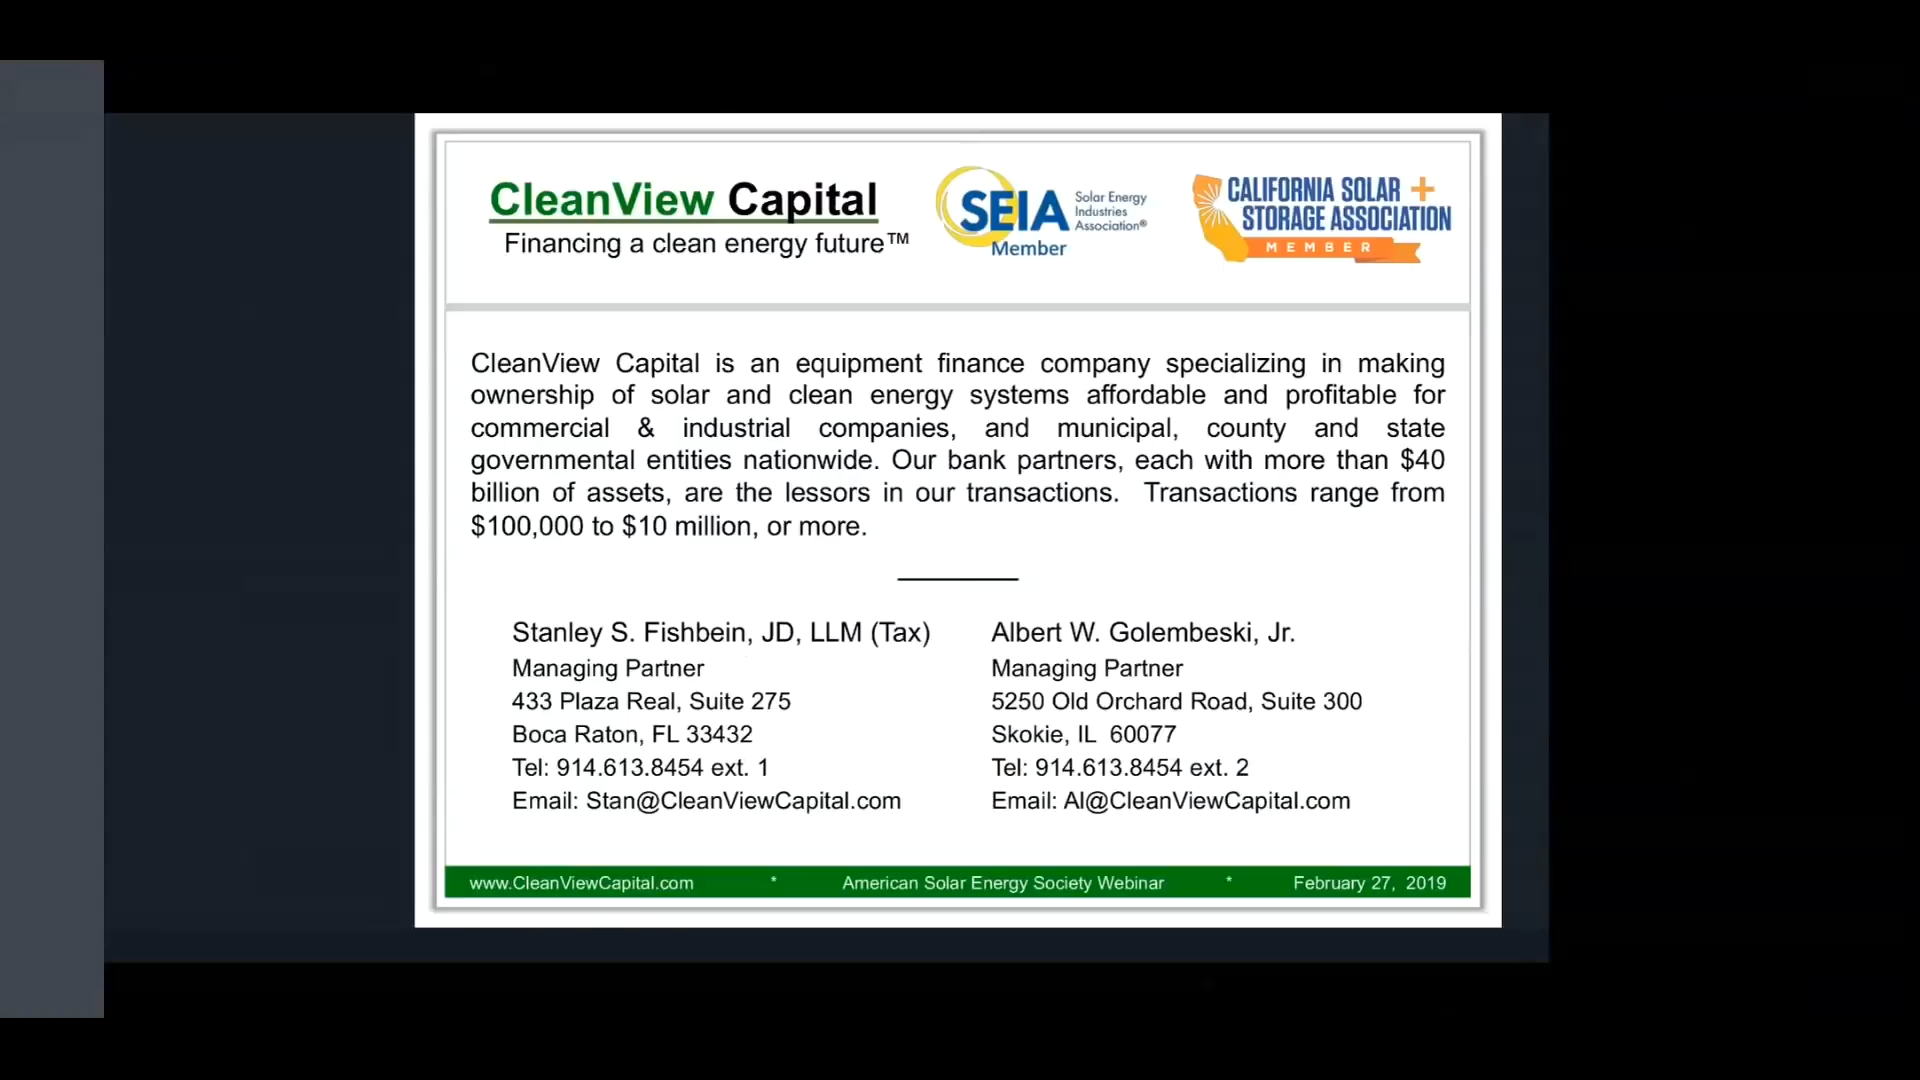 CleanView Capital
Financing a clean energy future™
SEIA
Solar Energy
Industries
Association®
Member
CALIFORNIA SOLAR +
STORAGE ASSOCIATION
MEMBER
CleanView Capital is an equipment finance company specializing in making
ownership of solar and clean energy systems affordable and profitable for
commercial & industrial companies, and municipal, county and state
governmental entities nationwide. Our bank partners, each with more than $40
billion of assets, are the lessors in our transactions. Transactions range from
$100,000 to $10 million, or more.
Stanley S. Fishbein, JD, LLM (Tax)
Managing Partner
433 Plaza Real, Suite 275
Boca Raton, FL 33432
Tel: 914.613.8454 ext. 1
Email: Stan@CleanViewCapital.com
Albert W. Golembeski, Jr.
Managing Partner
5250 Old Orchard Road, Suite 300
Skokie, IL 60077
Tel: 914.613.8454 ext. 2
Email: Al@CleanViewCapital.com
www.CleanViewCapital.com * American Solar Energy Society Webinar * February 27, 2019